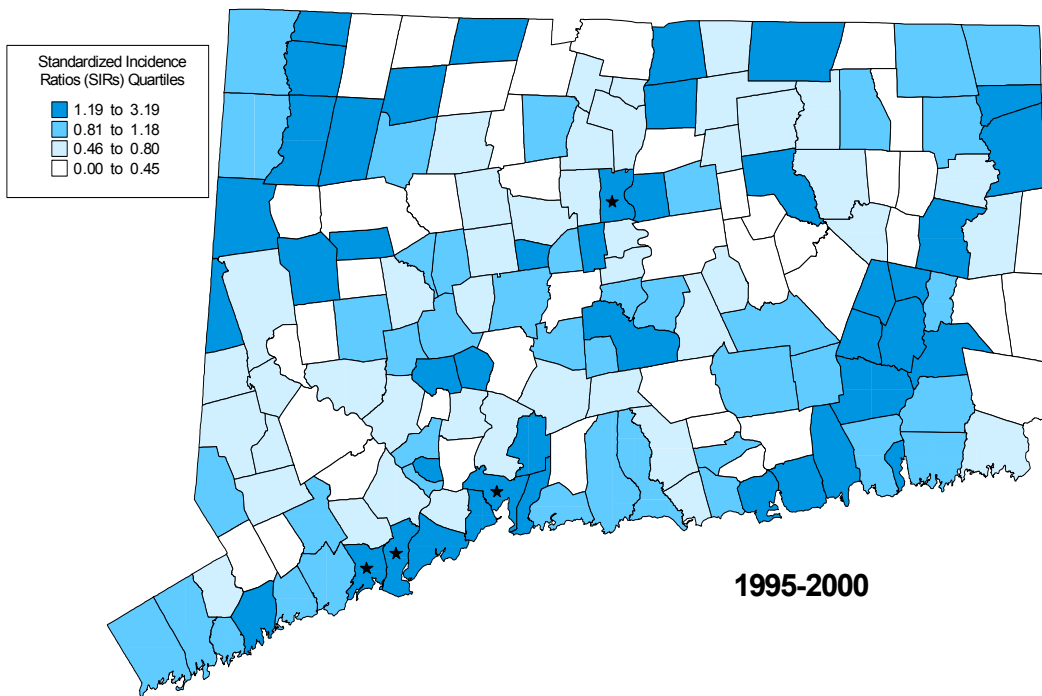 Standardized Incidence
Ratios (SIRs) Quartiles
1.19 to 3.19
0.81 to 1.18
0.46 to 0.80
0.00 to 0.45
1995-2000